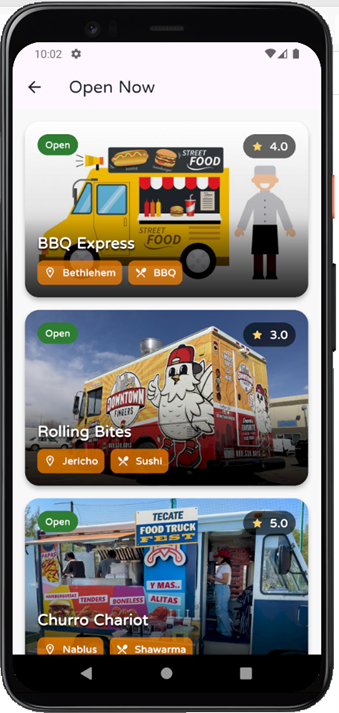 10:02
Open Now
Open
4.0
STREET
FOOD
STREET
FOOD
BBQ Express
Bethlehem
BBQ
Open
3.0
DOWNTOWN
FINGERS
Rolling Bites
Jericho
Sushi
Open
5.0
TECATE
FOOD TRUCK
FEST
TENDERS
BONELESS
Y MAS..
ALITAS
Churro Chariot
Nablus
Shawarma